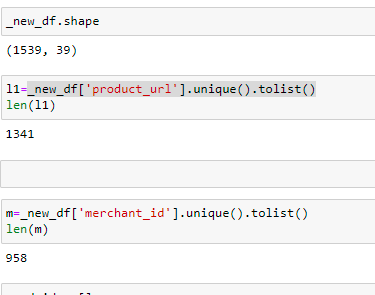 _new_df.shape
(1539, 39)
l1=_new_df['product_url'].unique().tolist()
len(l1)
1341
m=_new_df['merchant_id'].unique().tolist()
len(m)
958